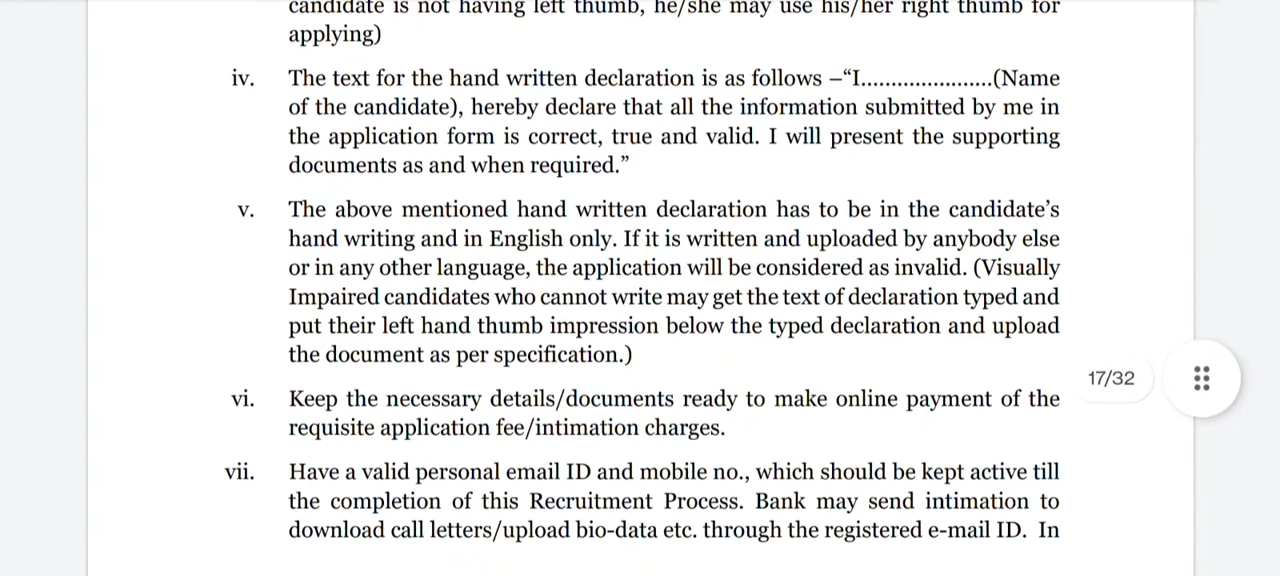 candidate is not having left thumb, he/she may use his/her right thumb for
applying)
iv. The text for the hand written declaration is as follows –“I......................(Name
of the candidate), hereby declare that all the information submitted by me in
the application form is correct, true and valid. I will present the supporting
documents as and when required.”
v. The above mentioned hand written declaration has to be in the candidate’s
hand writing and in English only. If it is written and uploaded by anybody else
or in any other language, the application will be considered as invalid. (Visually
Impaired candidates who cannot write may get the text of declaration typed and
put their left hand thumb impression below the typed declaration and upload
the document as per specification.)
17/32
vi. Keep the necessary details/documents ready to make online payment of the
requisite application fee/intimation charges.
vii. Have a valid personal email ID and mobile no., which should be kept active till
the completion of this Recruitment Process. Bank may send intimation to
download call letters/upload bio-data etc. through the registered e-mail ID. In